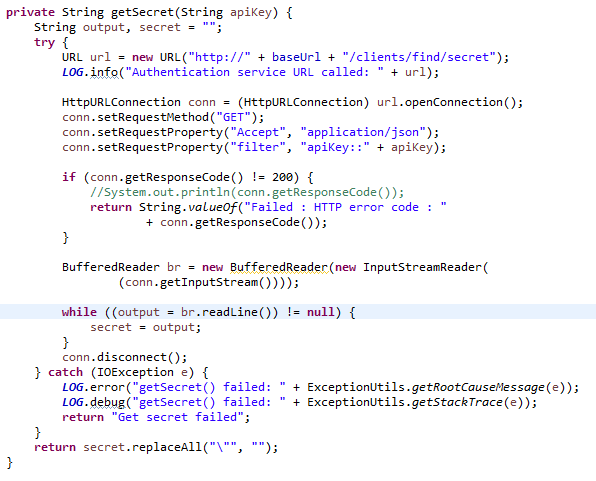 private String getSecret(String apiKey) {
    String output, secret = "";
    try {
        URL url = new URL("http://" + baseUrl + "/clients/find/secret");
        LOG.info("Authentication service URL called: " + url);

        HttpURLConnection conn = (HttpURLConnection) url.openConnection();
        conn.setRequestMethod("GET");
        conn.setRequestProperty("Accept", "application/json");
        conn.setRequestProperty("filter", "apiKey::" + apiKey);

        if (conn.getResponseCode() != 200) {
            //System.out.println(conn.getResponseCode());
            return String.valueOf("Failed : HTTP error code : "
                    + conn.getResponseCode());
        }

        BufferedReader br = new BufferedReader(new InputStreamReader(
                (conn.getInputStream())));

        while ((output = br.readLine()) != null) {
            secret = output;
        }
        conn.disconnect();
    } catch (IOException e) {
        LOG.error("getSecret() failed: " + ExceptionUtils.getRootCauseMessage(e));
        LOG.debug("getSecret() failed: " + ExceptionUtils.getStackTrace(e));
        return "Get secret failed";
    }
    return secret.replaceAll("\"", "");
}